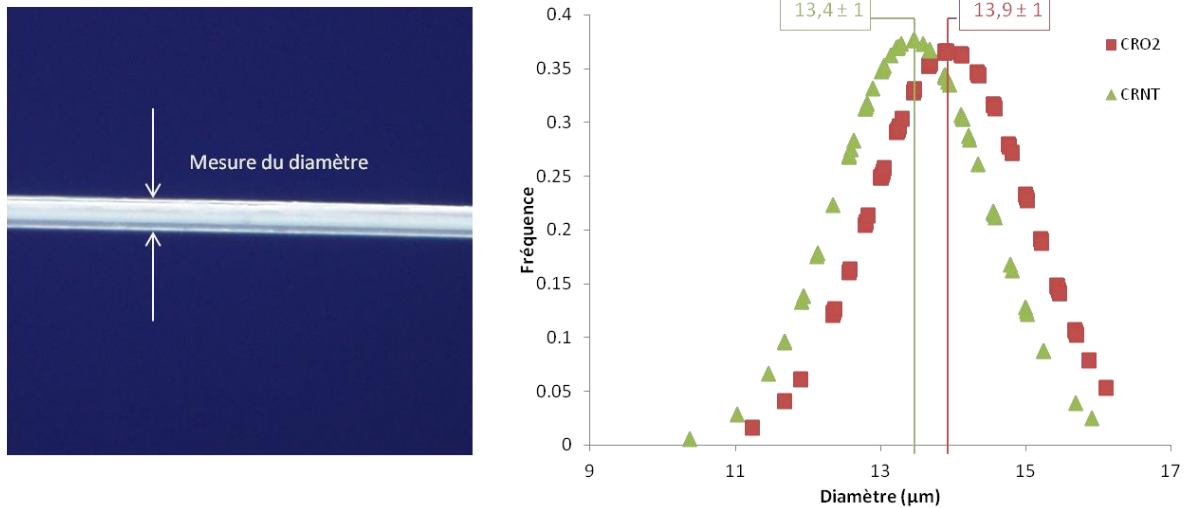 Mesure du diamètre
13,4 ± 1
13,9 ± 1
CRO2
CRNT
Fréquence
0.4
0.35
0.3
0.25
0.2
0.15
0.1
0.05
0
9
11
13
15
17
Diamètre (µm)